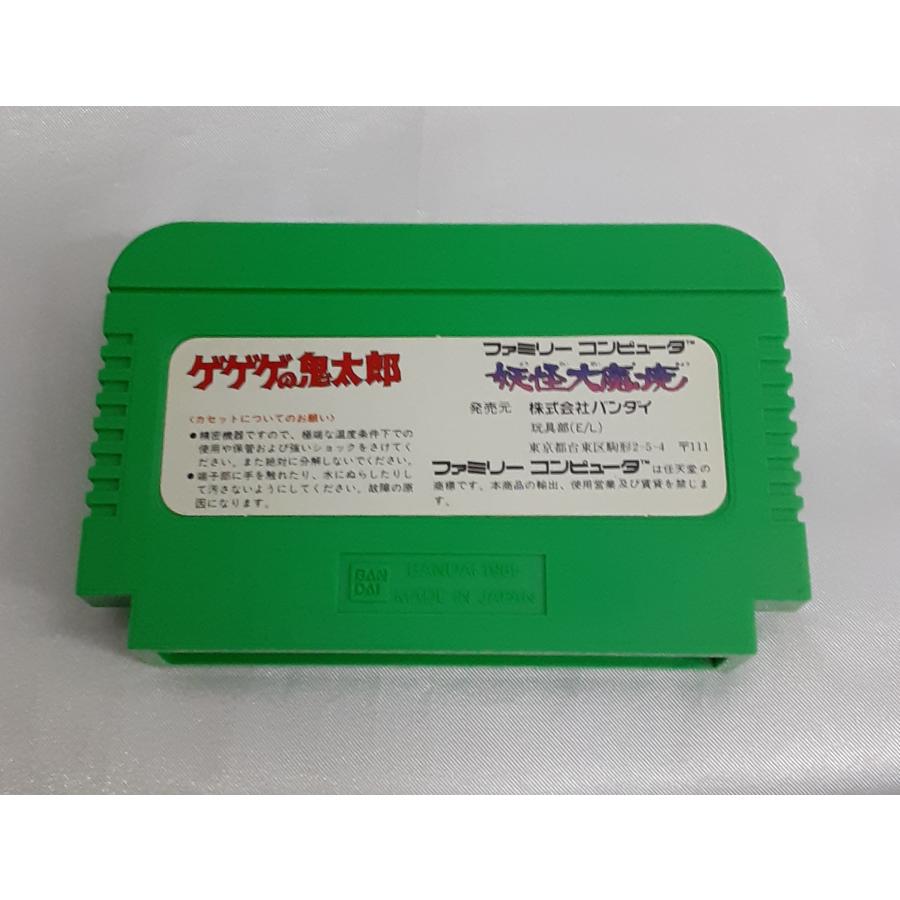 ゲゲゲの鬼太郎
<カセットについてのお願い>
●精密機器ですので、極端な温度条件下での
使用や保管および強いショックをさけてく
ださい。また絶対に分解しないでください。
●端子部に手を触れたり、水にぬらしたりし
て汚さないようにしてください。故障の原
因になります。
ファミリー コンピュータ™
妖怪大魔境
発売元 株式会社バンダイ
玩具部(E/L)
東京都台東区駒形2-5-4 〒111
ファミリー コンピュータ™は任天堂の
商標です。本商品の輸出、使用営業及び賃貸を禁じま
す。
BAN
DAI
BANDAI 1985
MADE IN JAPAN